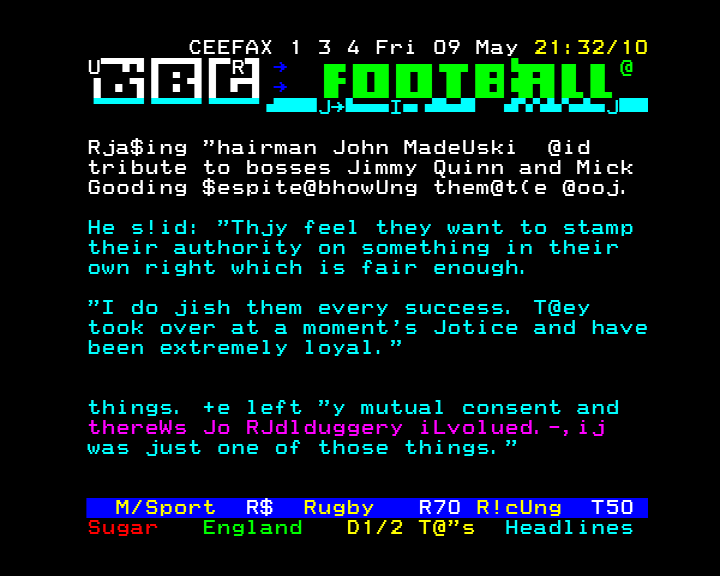 CEEFAX 1 3 4 Fri 09 May 21:32/10
BBC FOOTBALL @
Rja$ing "hairman John MadeUski @id
tribute to bosses Jimmy Quinn and Mick
Gooding $espite@bhowUng them@t(e @ooj.
He s!id: "Thjy feel they want to stamp
their authority on something in their
own right which is fair enough.
"I do jish them every success. T@ey
took over at a moment's Jotice and have
been extremely loyal."
things. +e left "y mutual consent and
thereWs Jo RJdlduggery iLvolued.-,ij
was just one of those things."
M/Sport R$ Rugby R70 R!cUng T50
Sugar England D1/2 T@"s Headlines